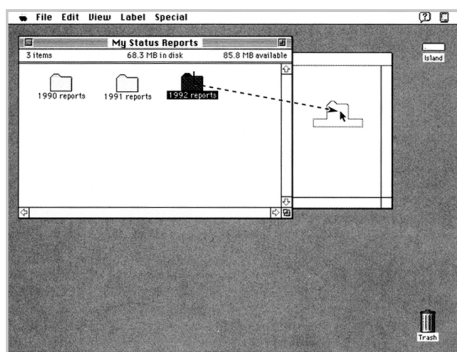 File Edit View Label Special
My Status Reports
3 items 68.3 MB in disk 85.8 MB available
Island
1990 reports 1991 reports 1992 reports
Trash